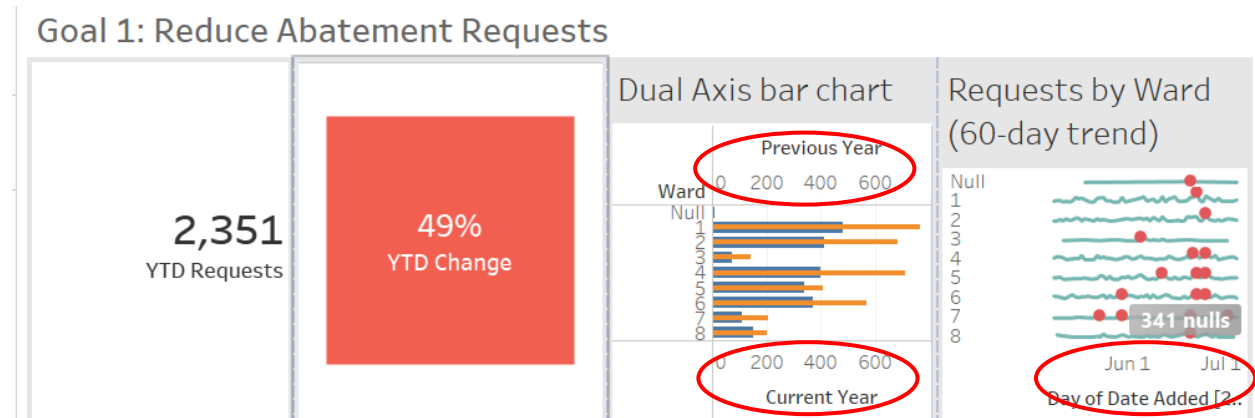 Goal 1: Reduce Abatement Requests
2,351
YTD Requests
49%
YTD Change
Dual Axis bar chart
Previous Year
0 200 400 600
Ward
Null
1
2
3
4
5
6
7
8
0 200 400 600
Current Year
Requests by Ward
(60-day trend)
Null
1
2
3
4
5
6
7
8
341 nulls
Jun 1 Jul 1
Day of Date Added [2..